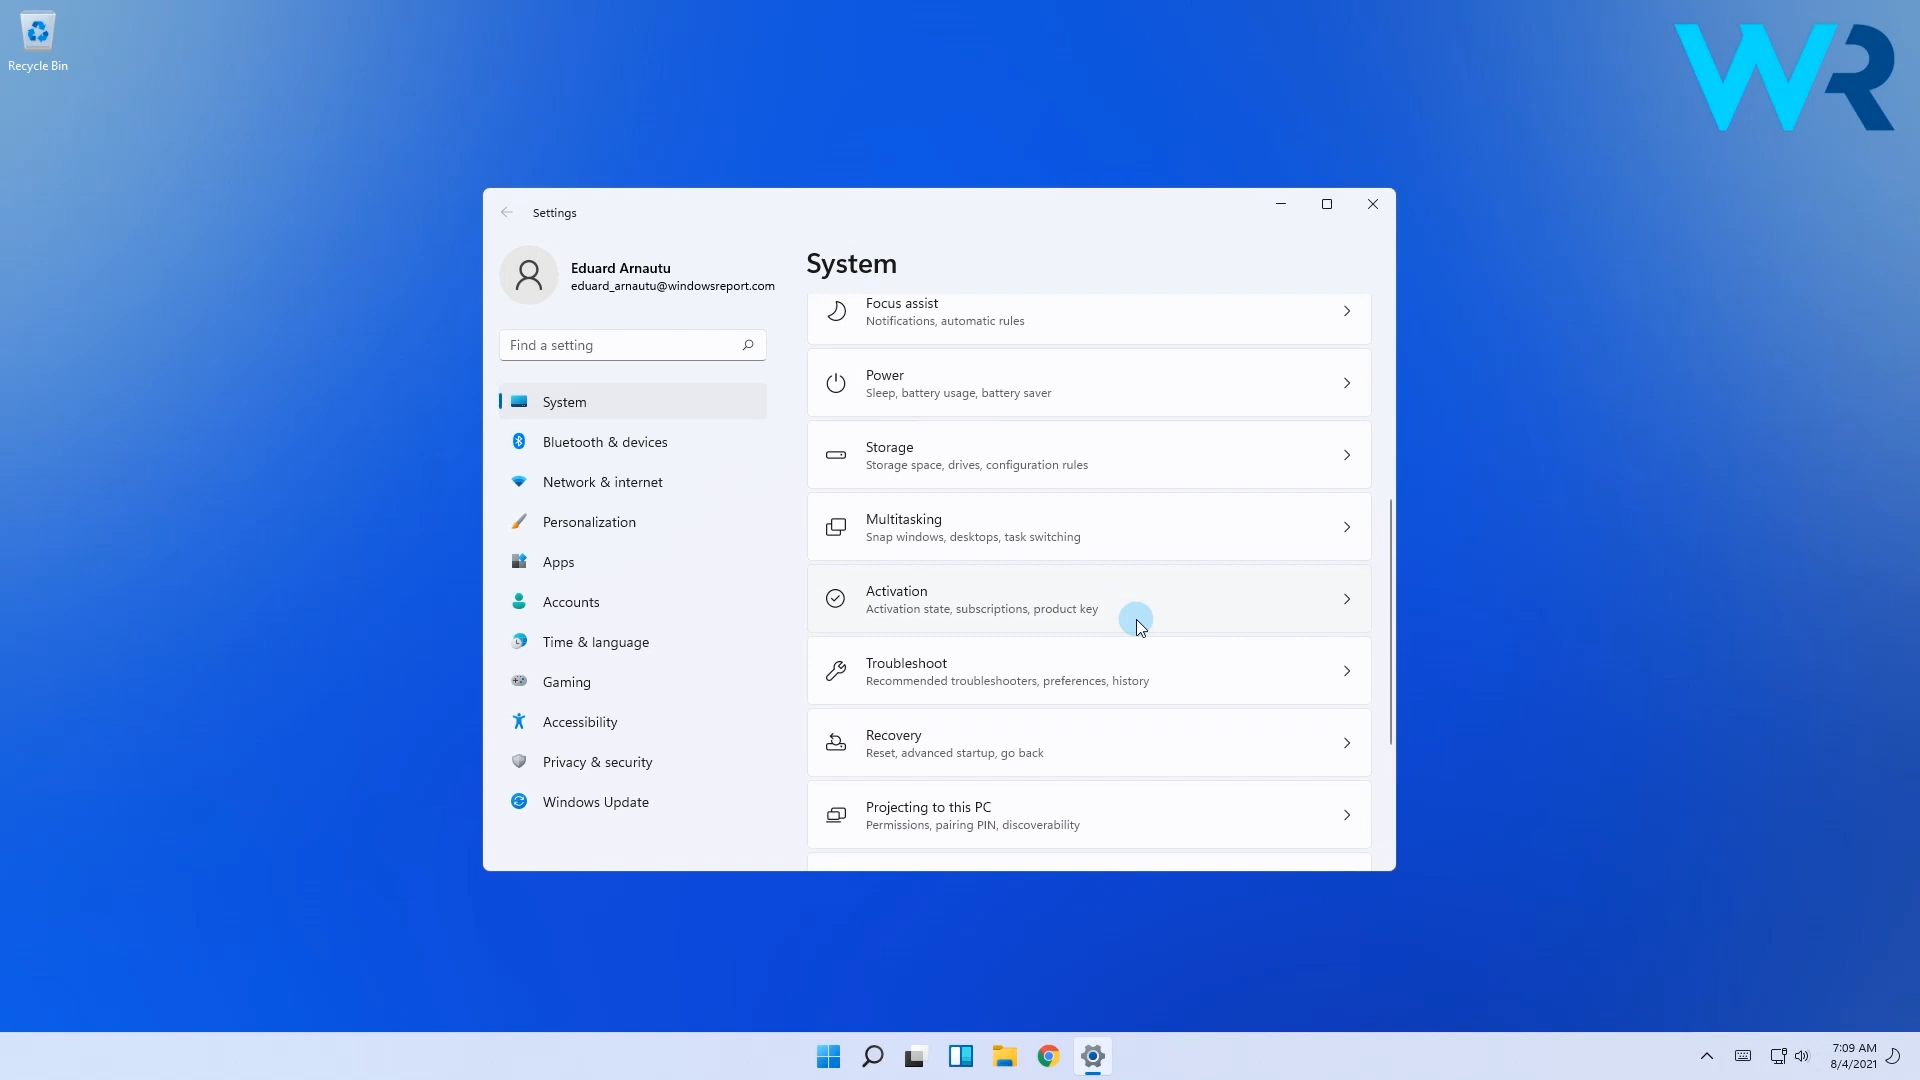 Recycle Bin
WR
Settings
Eduard Arnautu
eduard_arnautu@windowsreport.com
Find a setting
System
Bluetooth & devices
Network & internet
Personalization
Apps
Accounts
Time & language
Gaming
Accessibility
Privacy & security
Windows Update
System
Focus assist
Notifications, automatic rules
Power
Sleep, battery usage, battery saver
Storage
Storage space, drives, configuration rules
Multitasking
Snap windows, desktops, task switching
Activation
Activation state, subscriptions, product key
Troubleshoot
Recommended troubleshooters, preferences, history
Recovery
Reset, advanced startup, go back
Projecting to this PC
Permissions, pairing PIN, discoverability
7:09 AM
8/4/2021